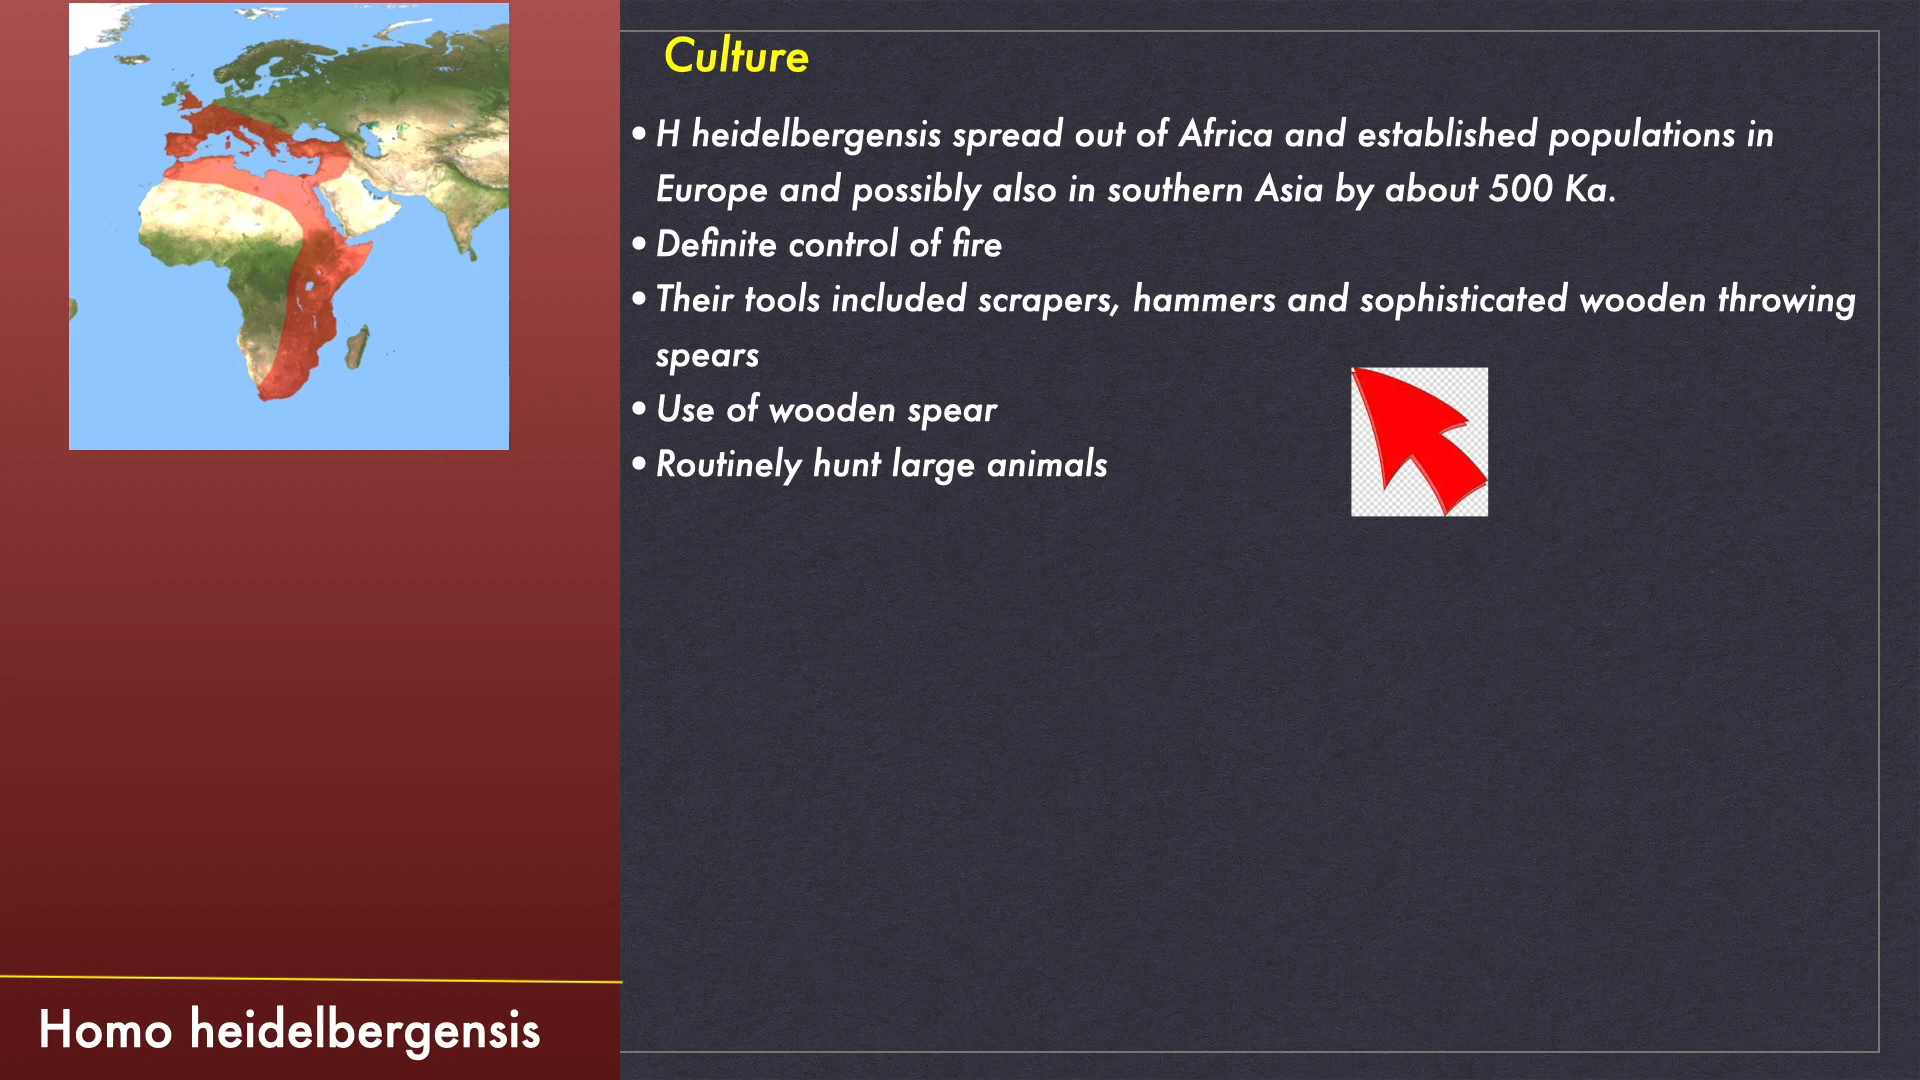 Culture
• H heidelbergensis spread out of Africa and established populations in
Europe and possibly also in southern Asia by about 500 Ka.
• Definite control of fire
• Their tools included scrapers, hammers and sophisticated wooden throwing
spears
• Use of wooden spear
• Routinely hunt large animals
Homo heidelbergensis